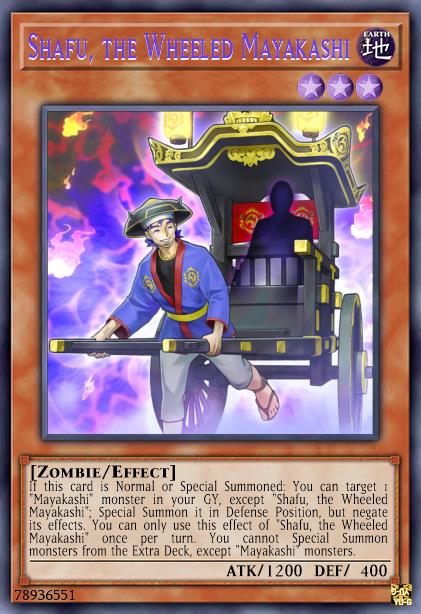 Shafu, the Wheeled Mayakashi
EARTH
地
[Zombie/Effect]
If this card is Normal or Special Summoned: You can target 1
"Mayakashi" monster in your GY, except "Shafu, the Wheeled
Mayakashi"; Special Summon it in Defense Position, but negate
its effects. You can only use this effect of "Shafu, the Wheeled
Mayakashi" once per turn. You cannot Special Summon
monsters from the Extra Deck, except "Mayakashi" monsters.
ATK/1200 DEF/ 400
78936551